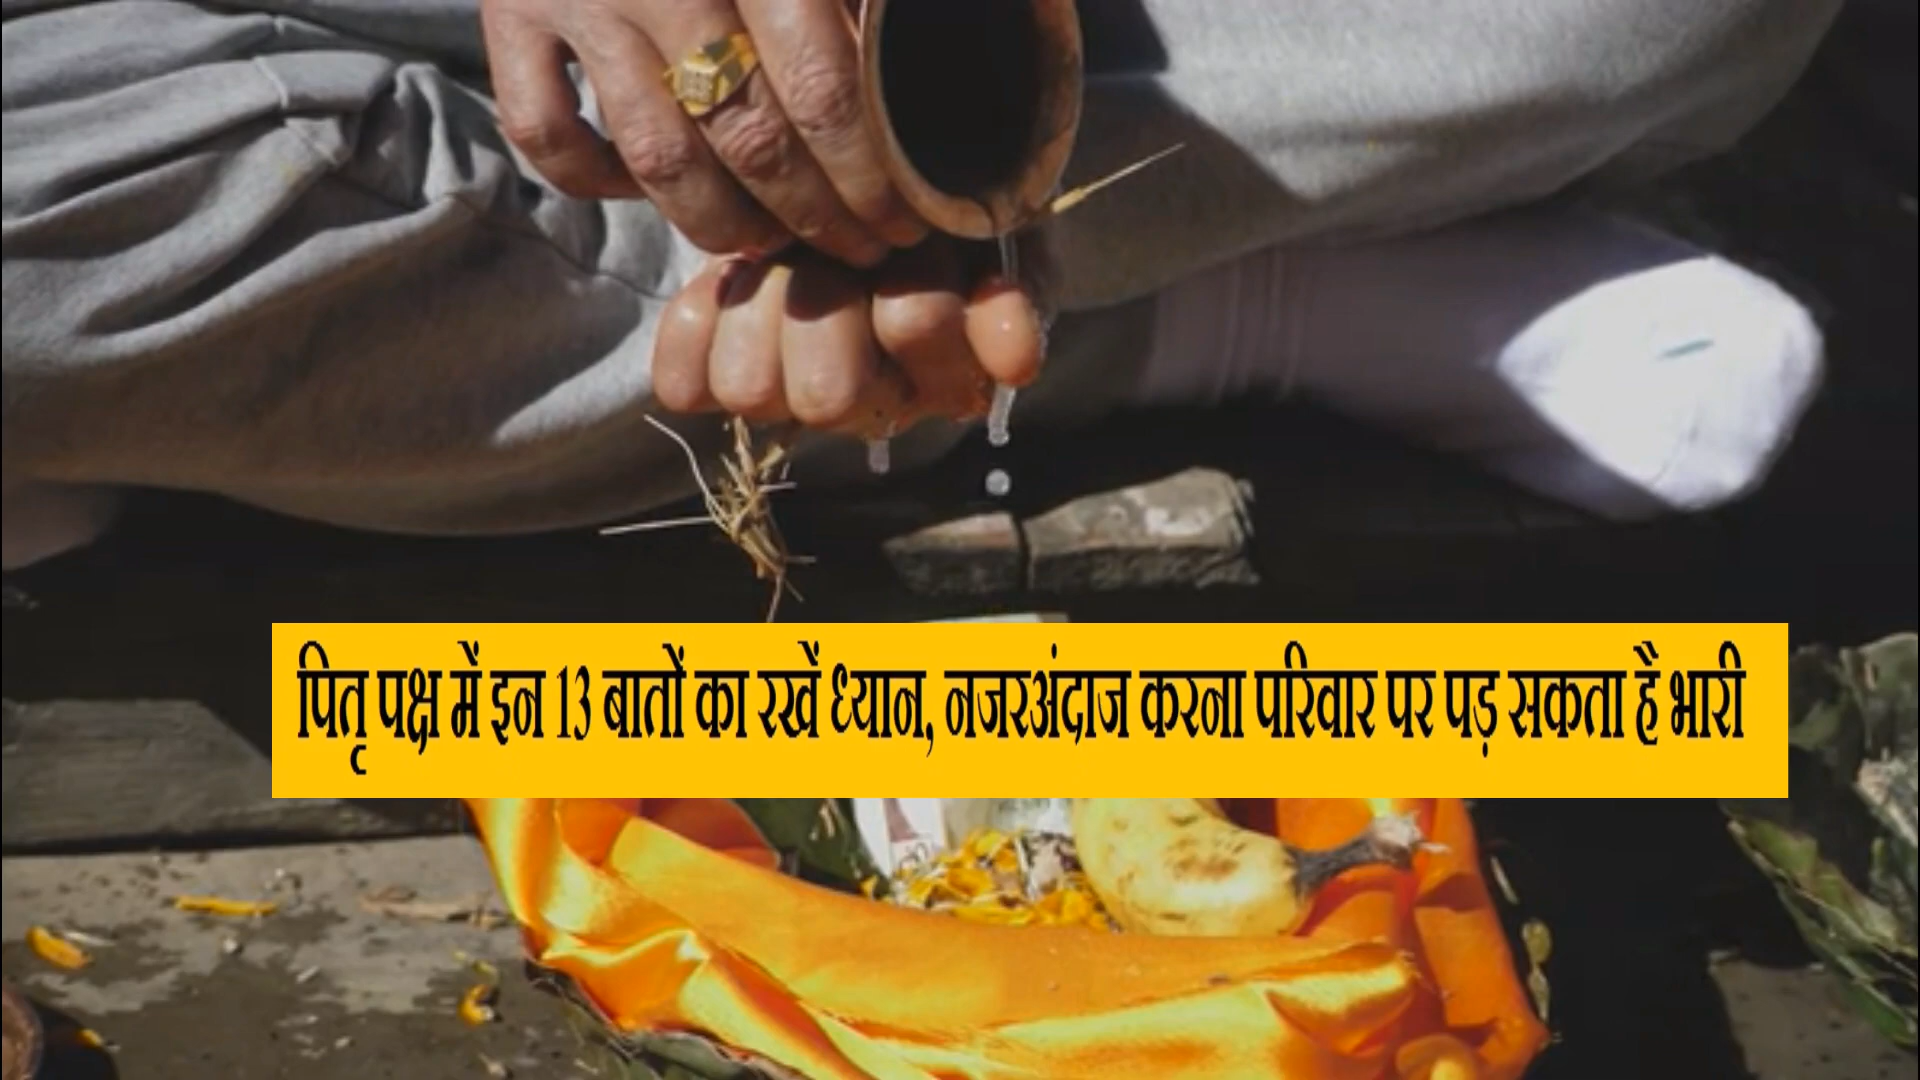 पितृ पक्ष में इन 13 बातों का रखें ध्यान, नजरअंदाज करना परिवार पर पड़ सकता है भारी